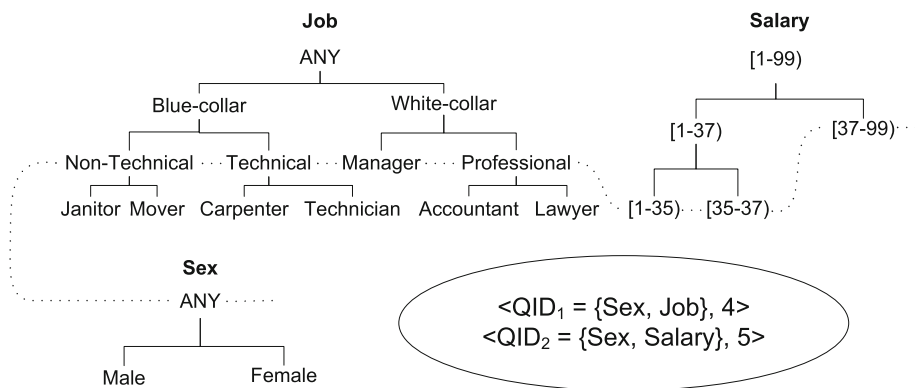 Job
Salary
ANY
[1-99)
Blue-collar
White-collar
[1-37)
[37-99)
Non-Technical
Technical
Manager
Professional
Janitor
Mover
Carpenter
Technician
Accountant
Lawyer
[1-35)
[35-37)
Sex
ANY
Male
Female
<QID₁ = {Sex, Job}, 4>
<QID₂ = {Sex, Salary}, 5>